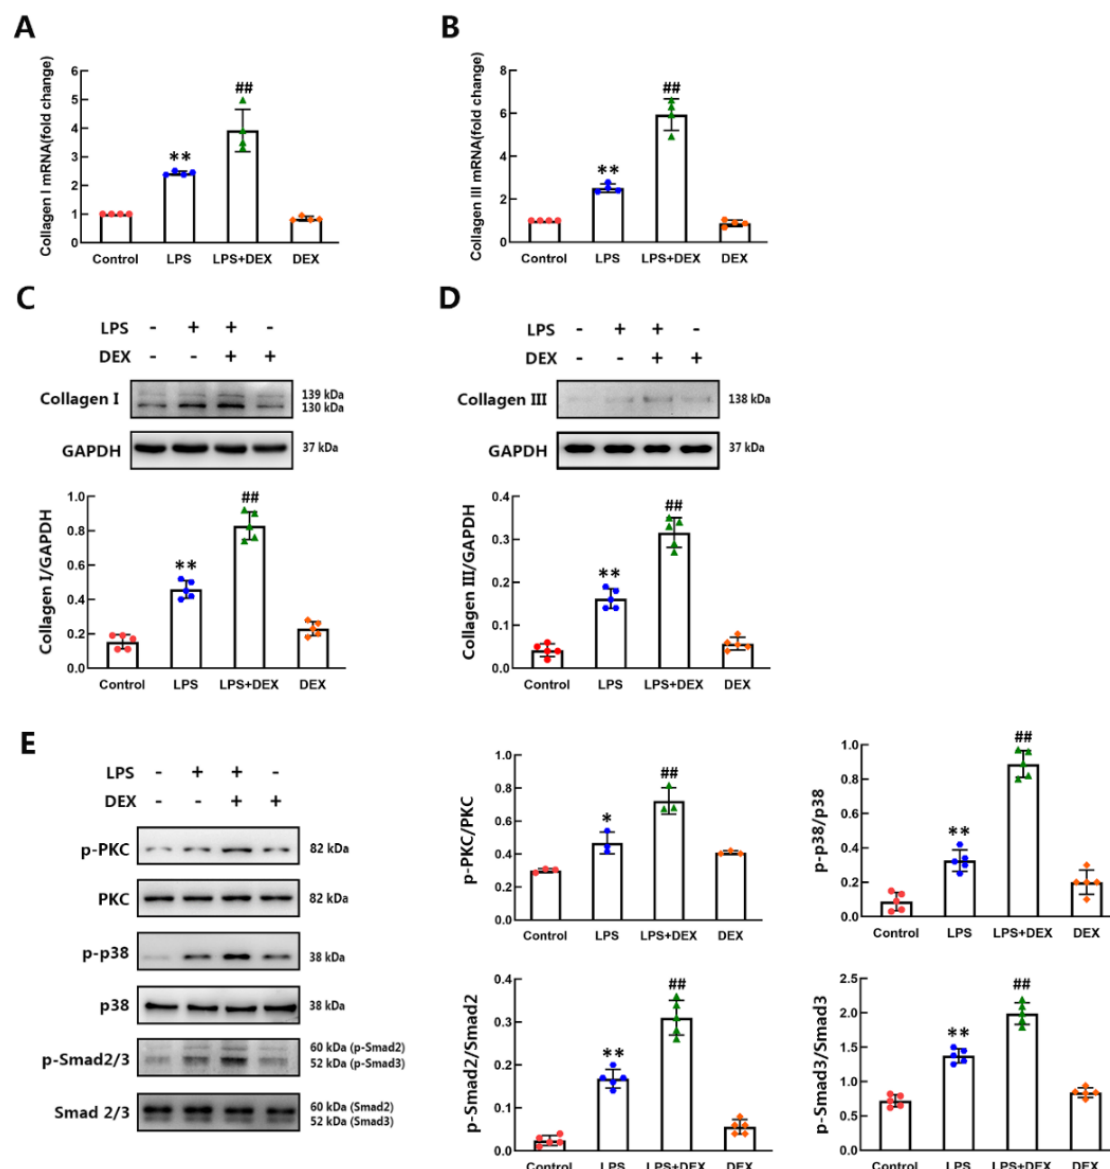 A
Collagen I mRNA(fold change)
6
5
4
3
2
1
0
**
##
Control LPS LPS+DEX DEX
B
Collagen III mRNA(fold change)
8
6
4
2
0
**
##
Control LPS LPS+DEX DEX
C
LPS - + + -
DEX - - + +
Collagen I
139 kDa
130 kDa
GAPDH
37 kDa
Collagen I/GAPDH
1.0
0.8
0.6
0.4
0.2
0.0
**
##
Control LPS LPS+DEX DEX
D
LPS - + + -
DEX - - + +
Collagen III
138 kDa
GAPDH
37 kDa
Collagen III/GAPDH
0.4
0.3
0.2
0.1
0.0
**
##
Control LPS LPS+DEX DEX
E
LPS - + + -
DEX - - + +
p-PKC
82 kDa
PKC
82 kDa
p-p38
38 kDa
p38
38 kDa
p-Smad2/3
60 kDa (p-Smad2)
52 kDa (p-Smad3)
Smad 2/3
60 kDa (Smad2)
52 kDa (Smad3)
p-PKC/PKC
1.0
0.8
0.6
0.4
0.2
0.0
*
##
Control LPS LPS+DEX DEX
p-p38/p38
1.0
0.8
0.6
0.4
0.2
0.0
**
##
Control LPS LPS+DEX DEX
p-Smad2/Smad2
0.4
0.3
0.2
0.1
0.0
**
##
Control LPS LPS+DEX DEX
p-Smad3/Smad3
2.5
2.0
1.5
1.0
0.5
0.0
**
##
Control LPS LPS+DEX DEX